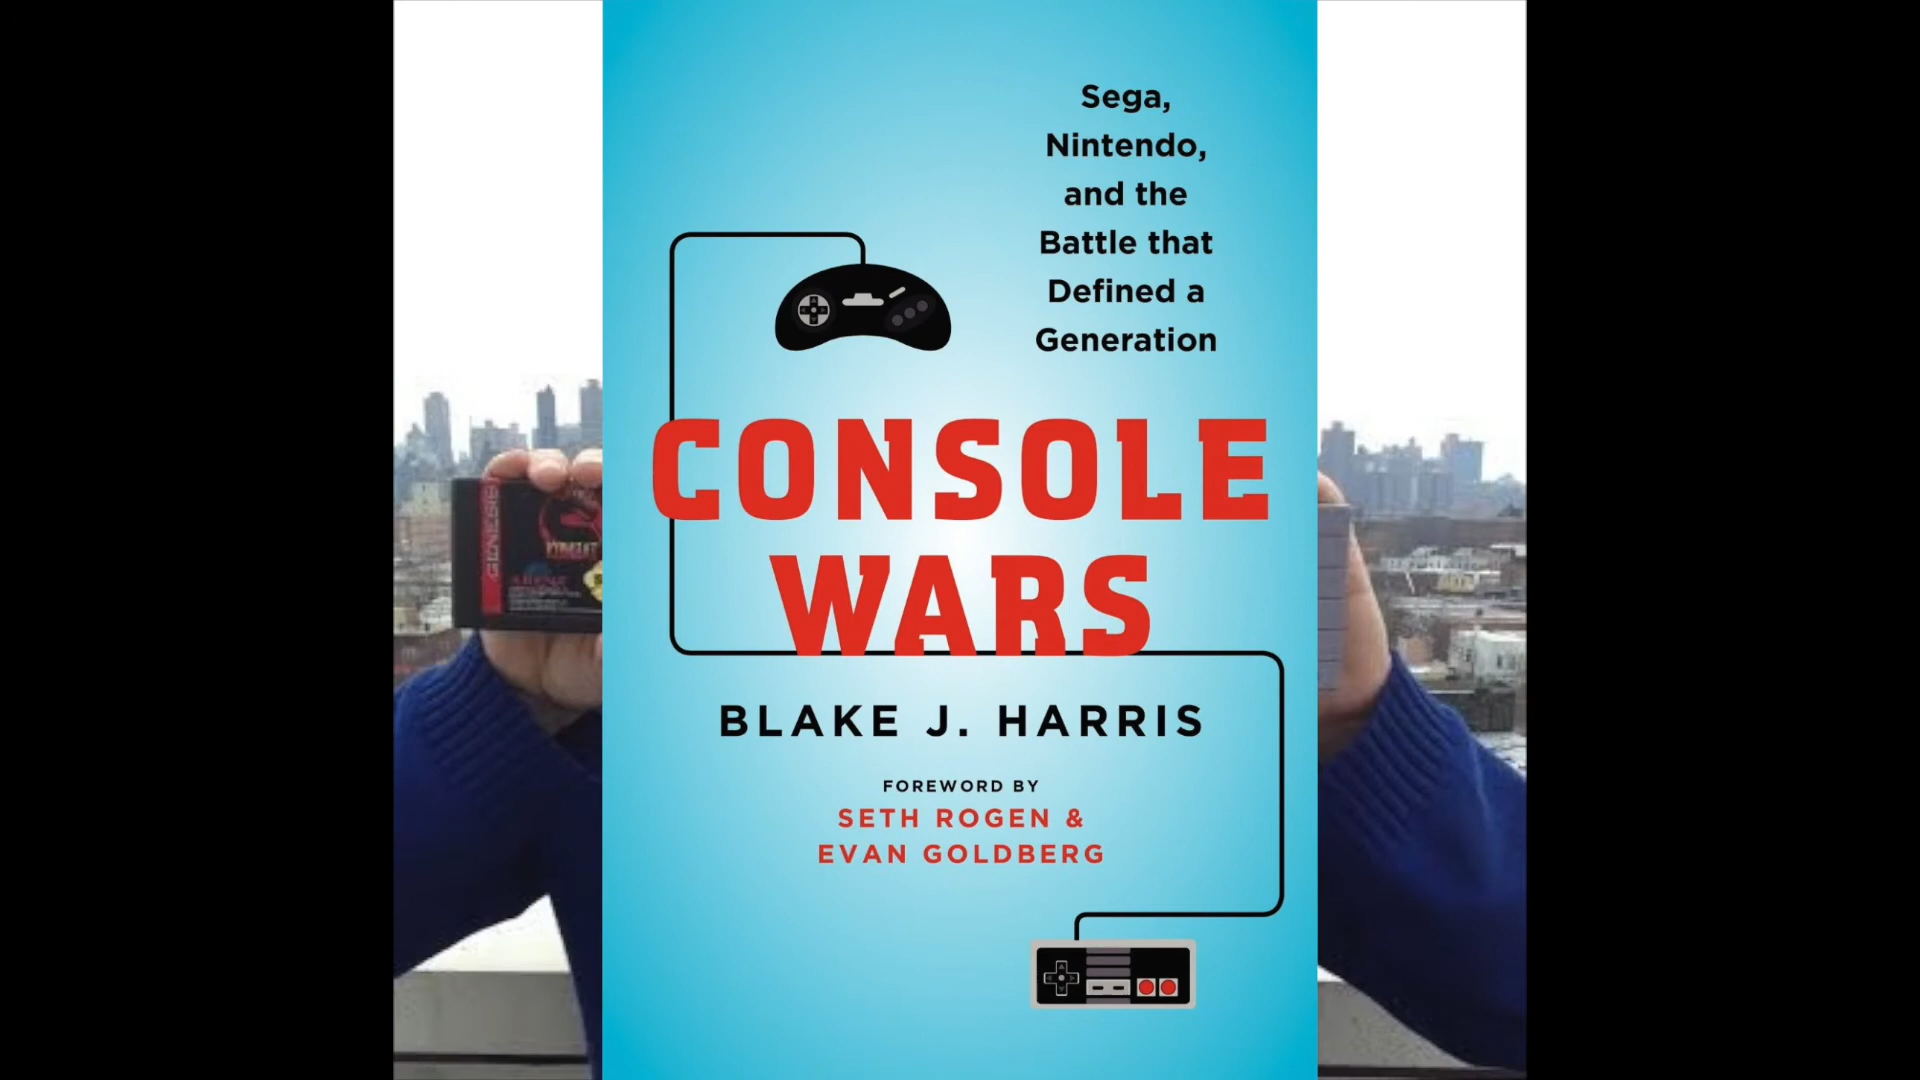 Sega,
Nintendo,
and the
Battle that
Defined a
Generation
CONSOLE
WARS
BLAKE J. HARRIS
FOREWORD BY
SETH ROGEN &
EVAN GOLDBERG
GENESIS